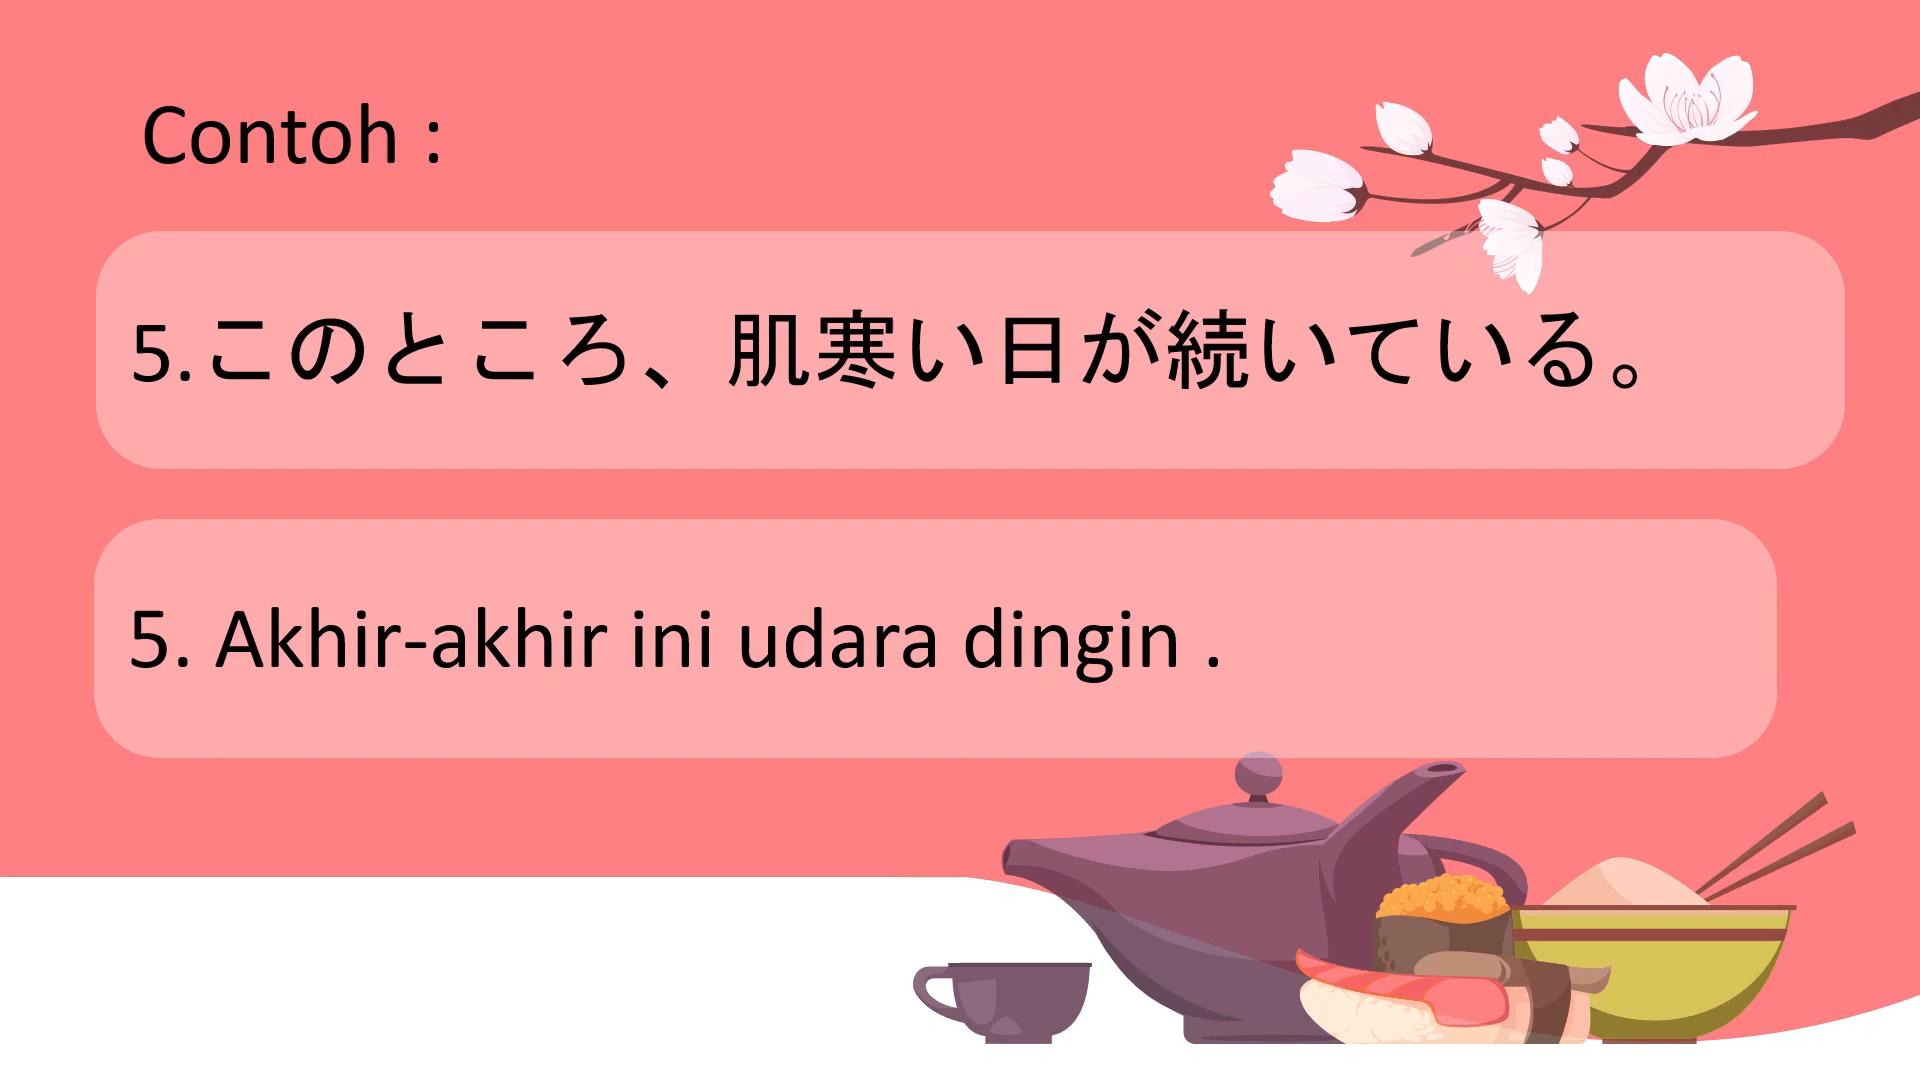 Contoh :
5.このところ、肌寒い日が続いている。
5. Akhir-akhir ini udara dingin .